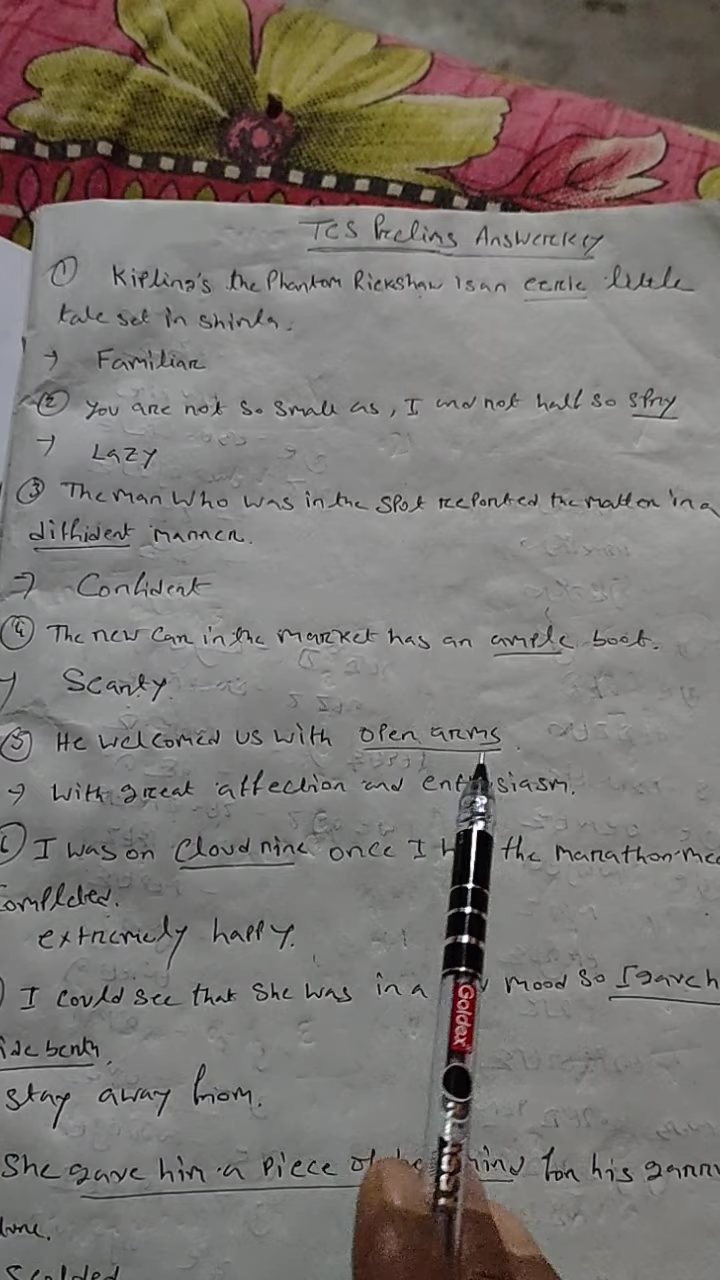 TCS Prelims Answerkey
① Kipling's the Phantom Rickshaw is an eerie little
tale set in Shimla.
→ Familiar
② You are not so small as, I and not half so spry
→ LAZY
③ The man who was in the spot reported the matter in a
diffident manner.
⇒ Confident
④ The new car in the market has an ample boot.
→ Scanty
⑤ He welcomed us with open arms.
→ with great affection and enthusiasm.
I was on Cloud nine once I the marathon
Completed.
extremely happy.
I could see that she was in a mood so I gave h
stay away from.
She gave him a piece of for his
Scolded
Goldex